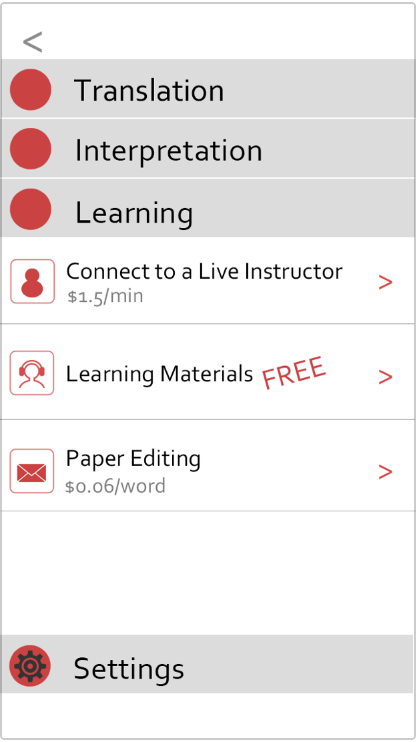 <
Translation
Interpretation
Learning
Connect to a Live Instructor >
$1.5/min
Learning Materials FREE >
Paper Editing >
$0.06/word
Settings